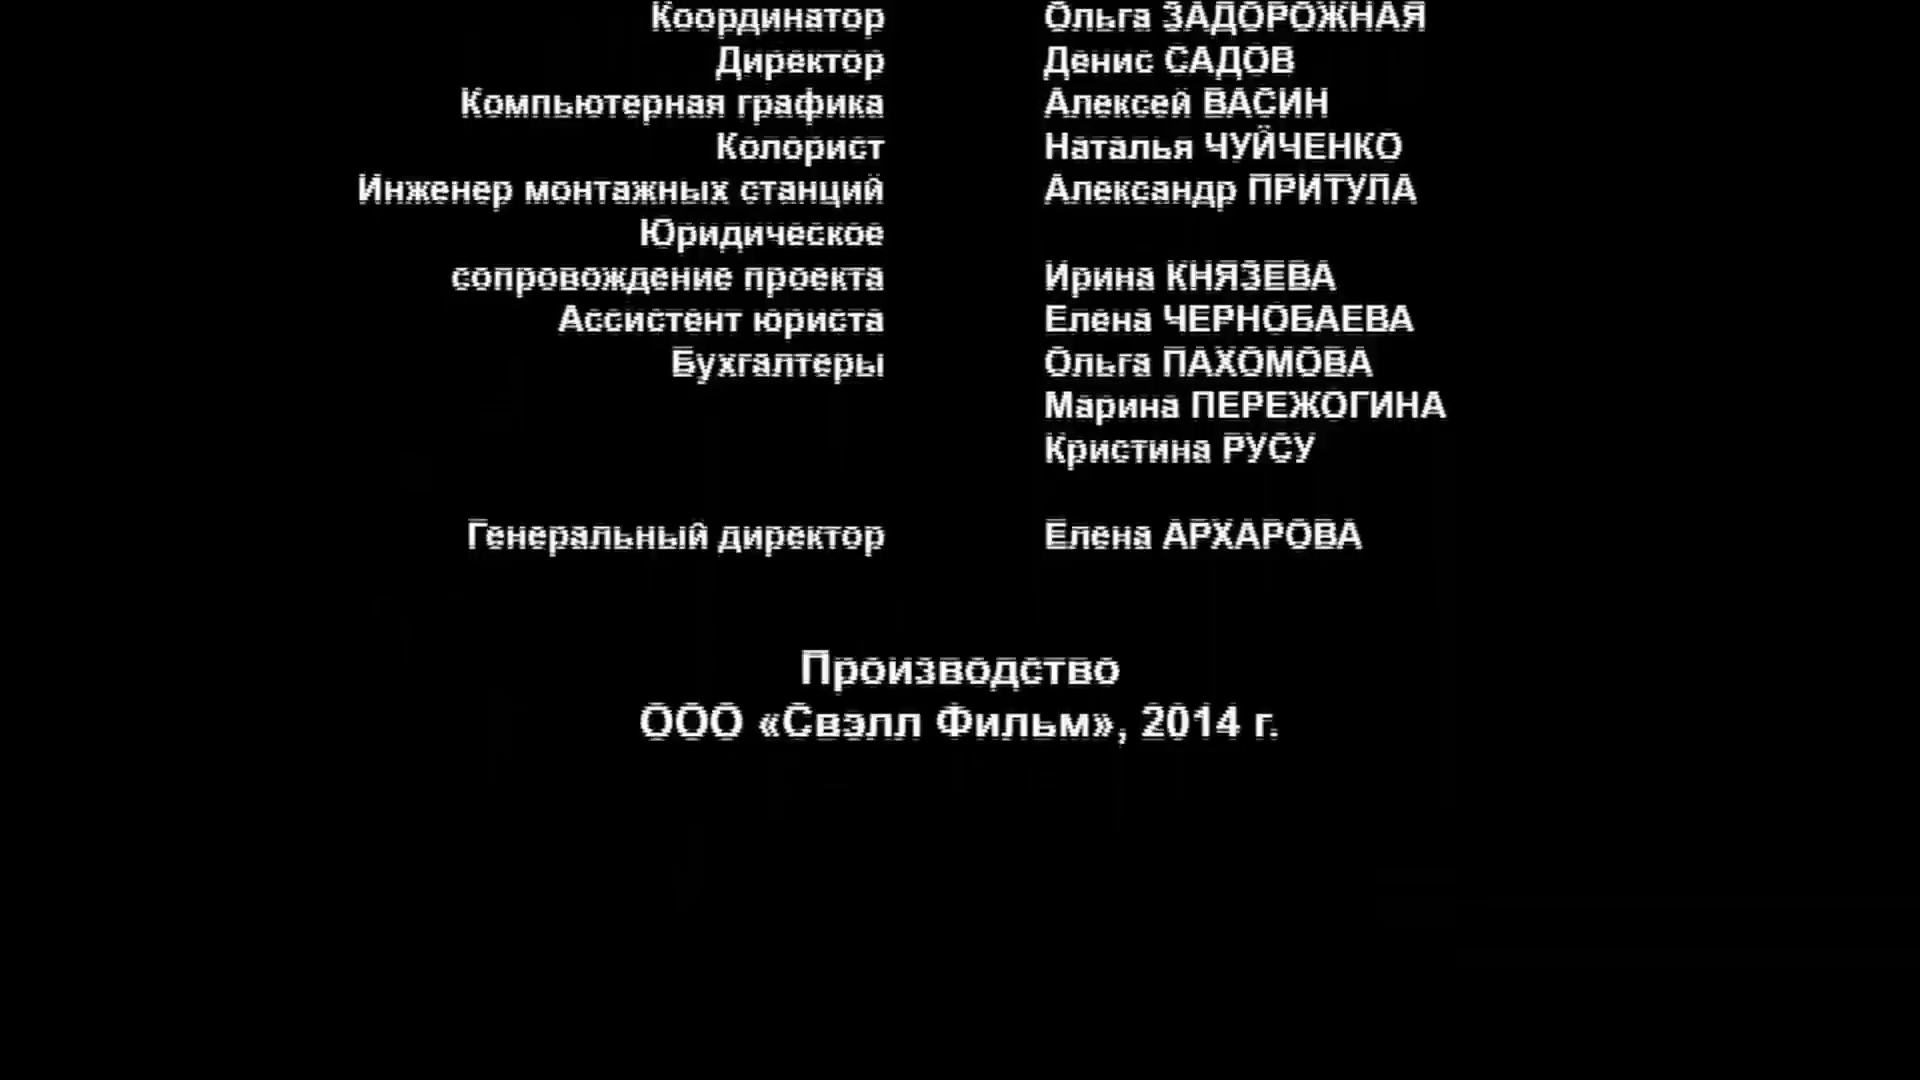 Координатор Ольга ЗАДОРОЖНАЯ
Директор Денис САДОВ
Компьютерная графика Алексей ВАСИН
Колорист Наталья ЧУЙЧЕНКО
Инженер монтажных станций Александр ПРИТУЛА
Юридическое
сопровождение проекта Ирина КНЯЗЕВА
Ассистент юриста Елена ЧЕРНОБАЕВА
Бухгалтеры Ольга ПАХОМОВА
Марина ПЕРЕЖОГИНА
Кристина РУСУ
Генеральный директор Елена АРХАРОВА
Производство
ООО «Свэлл Фильм», 2014 г.